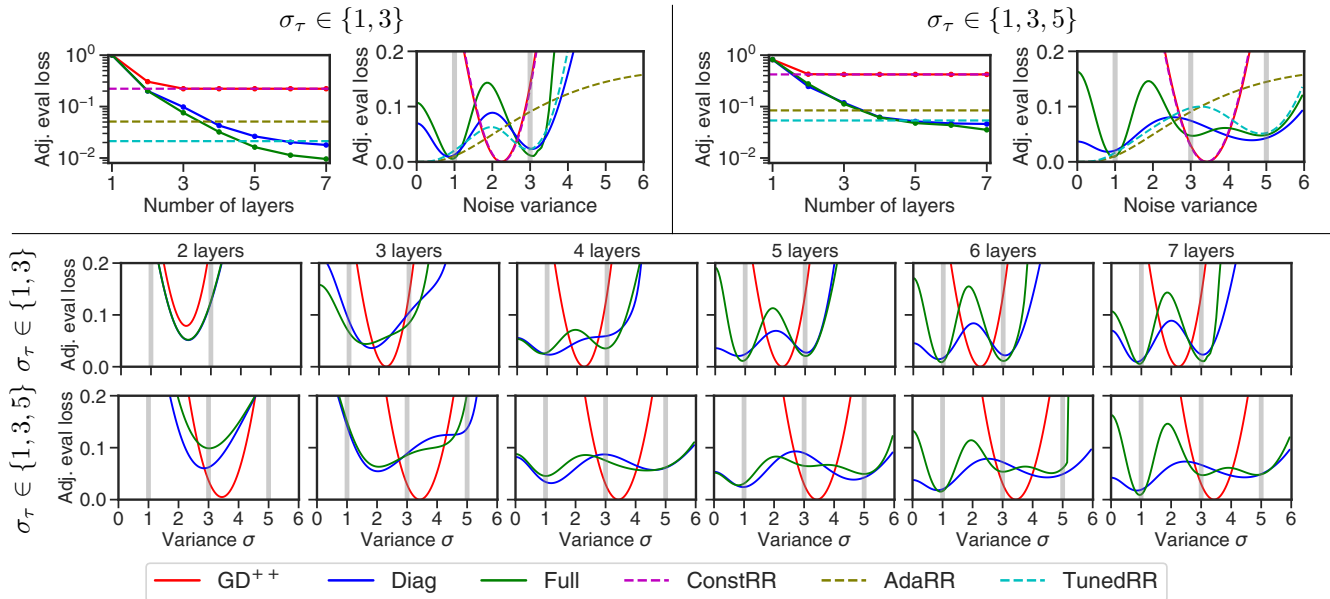 σ_τ ∈ {1, 3}
σ_τ ∈ {1, 3, 5}
Adj. eval loss
10⁰
10⁻¹
10⁻²
1 3 5 7
Number of layers
Adj. eval loss
0.2
0.1
0.0
0 1 2 3 4 5 6
Noise variance
Adj. eval loss
10⁰
10⁻¹
10⁻²
1 3 5 7
Number of layers
Adj. eval loss
0.2
0.1
0.0
0 1 2 3 4 5 6
Noise variance
2 layers 3 layers 4 layers 5 layers 6 layers 7 layers
σ_τ ∈ {1, 3}
Adj. eval loss
0.2
0.1
0.0
σ_τ ∈ {1, 3, 5}
Adj. eval loss
0.2
0.1
0.0
0 1 2 3 4 5 6 0 1 2 3 4 5 6 0 1 2 3 4 5 6 0 1 2 3 4 5 6 0 1 2 3 4 5 6 0 1 2 3 4 5 6
Variance σ Variance σ Variance σ Variance σ Variance σ Variance σ
GD⁺⁺ Diag Full ConstRR AdaRR TunedRR